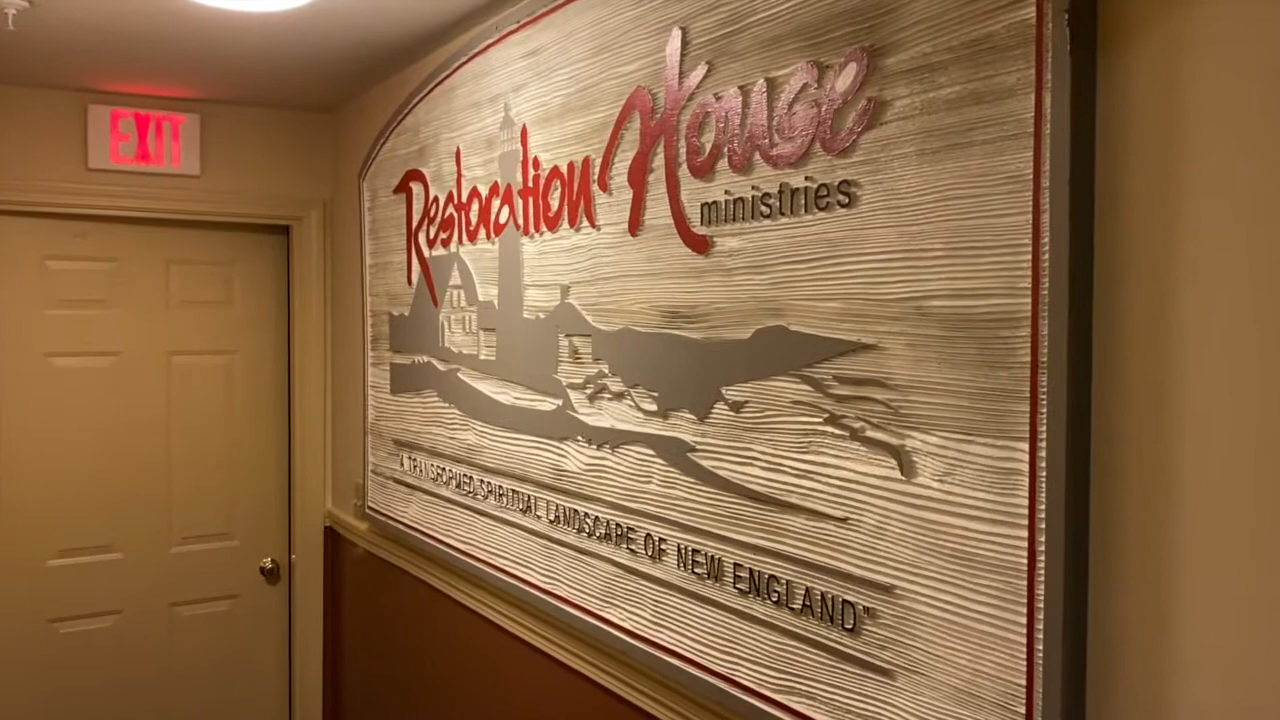 EXIT
Restoration House
ministries
"A TRANSFORMED SPIRITUAL LANDSCAPE OF NEW ENGLAND"